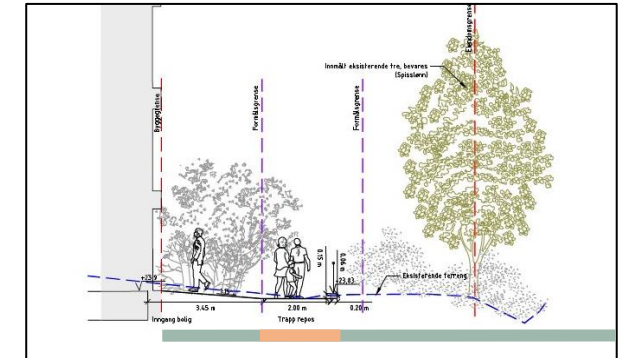 Eiendomsgrense
Innmålt eksisterende tre, bevares
(Spisslønn)
Byggegrense
Formålsgrense
Formålsgrense
0,15 m
0,06 m
+23,9
+23,83
Eksisterende terreng
3.45 m
2.00 m
0.20 m
Inngang bolig
Trapp repos